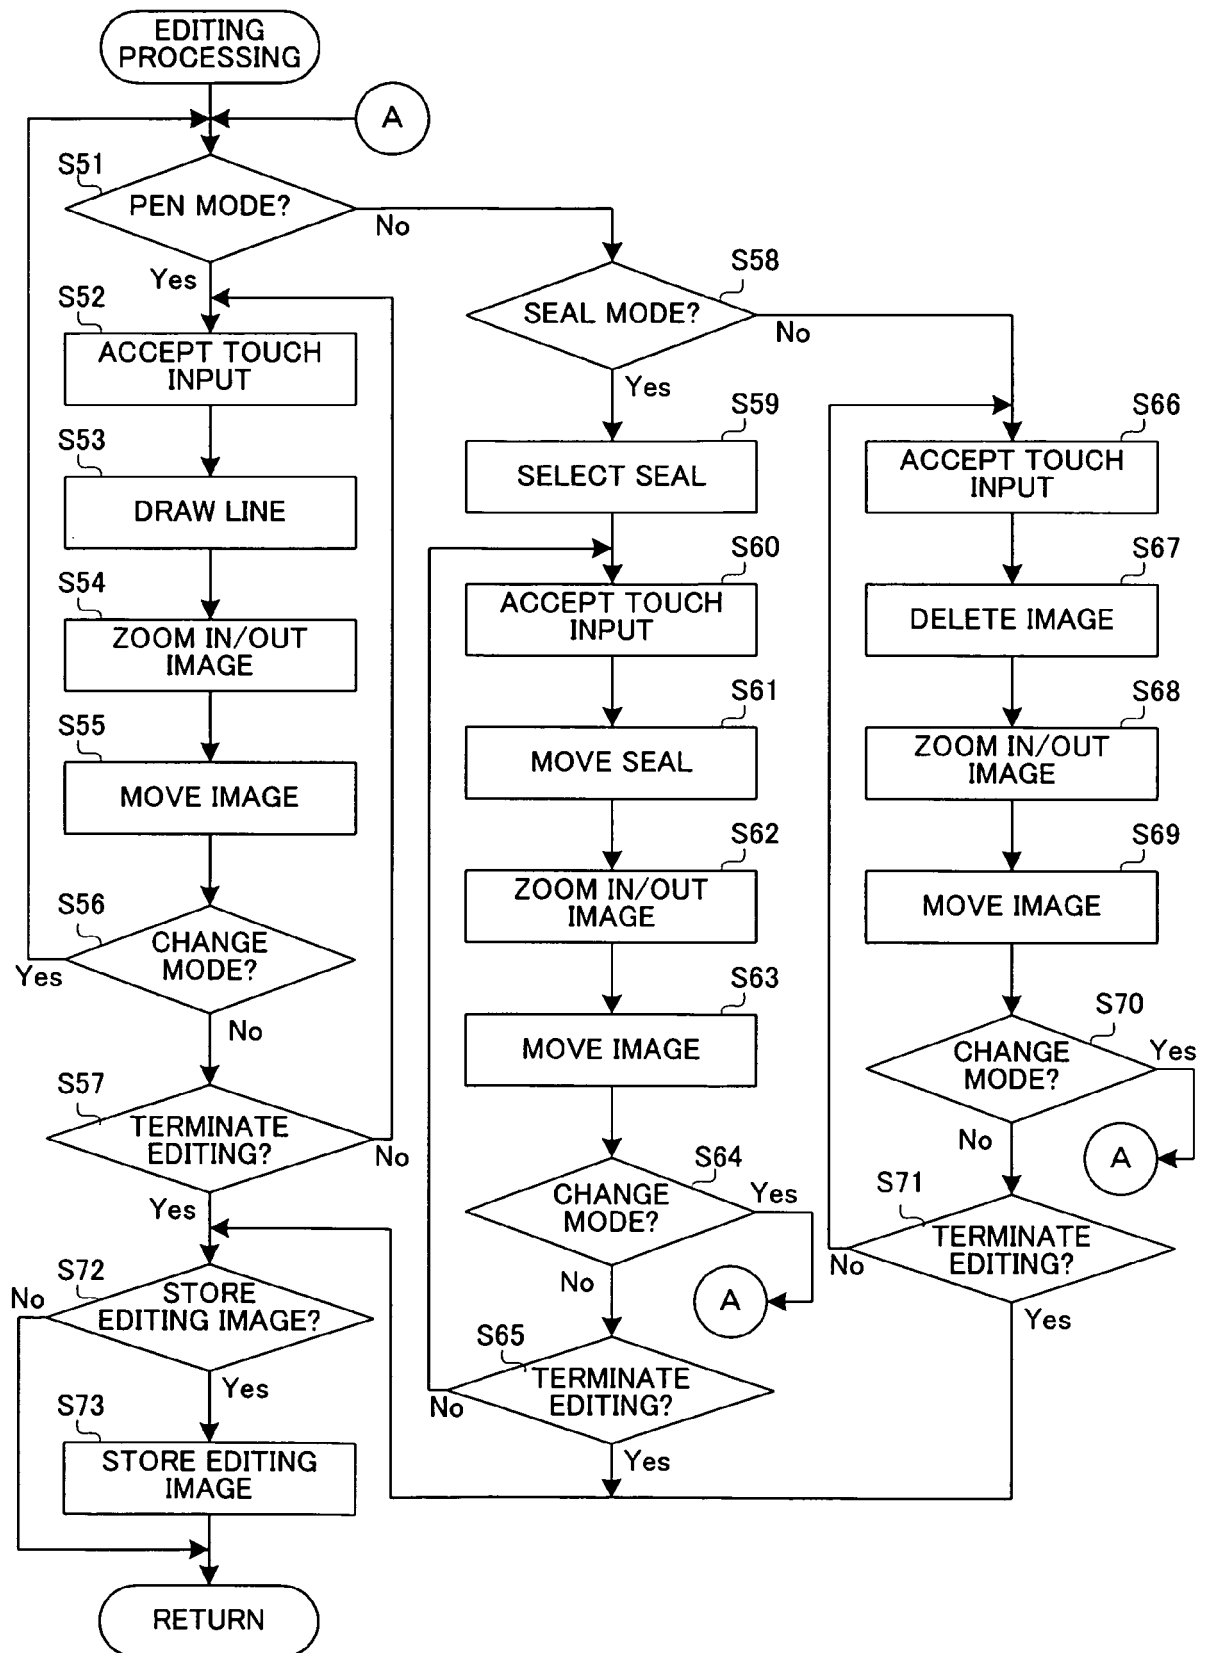 EDITING
PROCESSING
A
S51
PEN MODE?
No
Yes
S52
ACCEPT TOUCH
INPUT
S53
DRAW LINE
S54
ZOOM IN/OUT
IMAGE
S55
MOVE IMAGE
S56
CHANGE
MODE?
Yes
No
S57
TERMINATE
EDITING?
No
Yes
S58
SEAL MODE?
No
Yes
S59
SELECT SEAL
S60
ACCEPT TOUCH
INPUT
S61
MOVE SEAL
S62
ZOOM IN/OUT
IMAGE
S63
MOVE IMAGE
S64
CHANGE
MODE?
Yes
No
A
S65
TERMINATE
EDITING?
No
Yes
S66
ACCEPT TOUCH
INPUT
S67
DELETE IMAGE
S68
ZOOM IN/OUT
IMAGE
S69
MOVE IMAGE
S70
CHANGE
MODE?
Yes
No
A
S71
TERMINATE
EDITING?
No
Yes
S72
STORE
EDITING IMAGE?
No
Yes
S73
STORE EDITING
IMAGE
RETURN